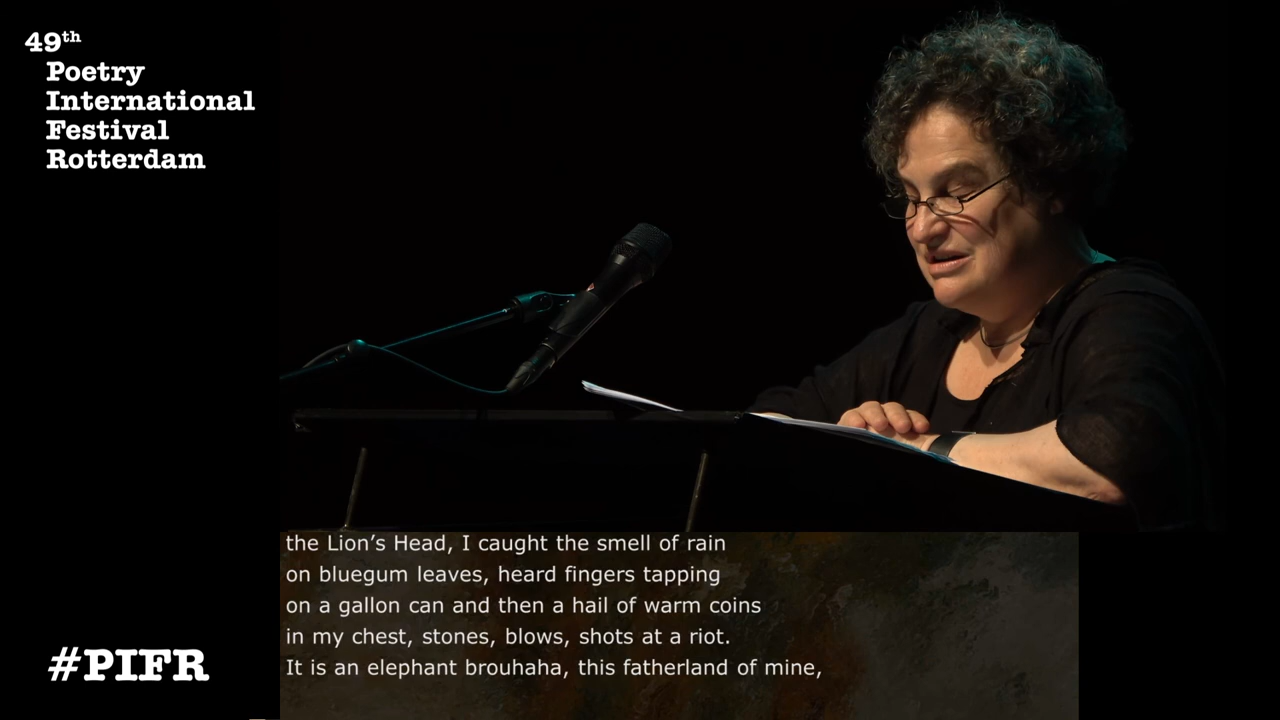 49th
Poetry
International
Festival
Rotterdam
the Lion’s Head, I caught the smell of rain
on bluegum leaves, heard fingers tapping
on a gallon can and then a hail of warm coins
in my chest, stones, blows, shots at a riot.
It is an elephant brouhaha, this fatherland of mine,
#PIFR